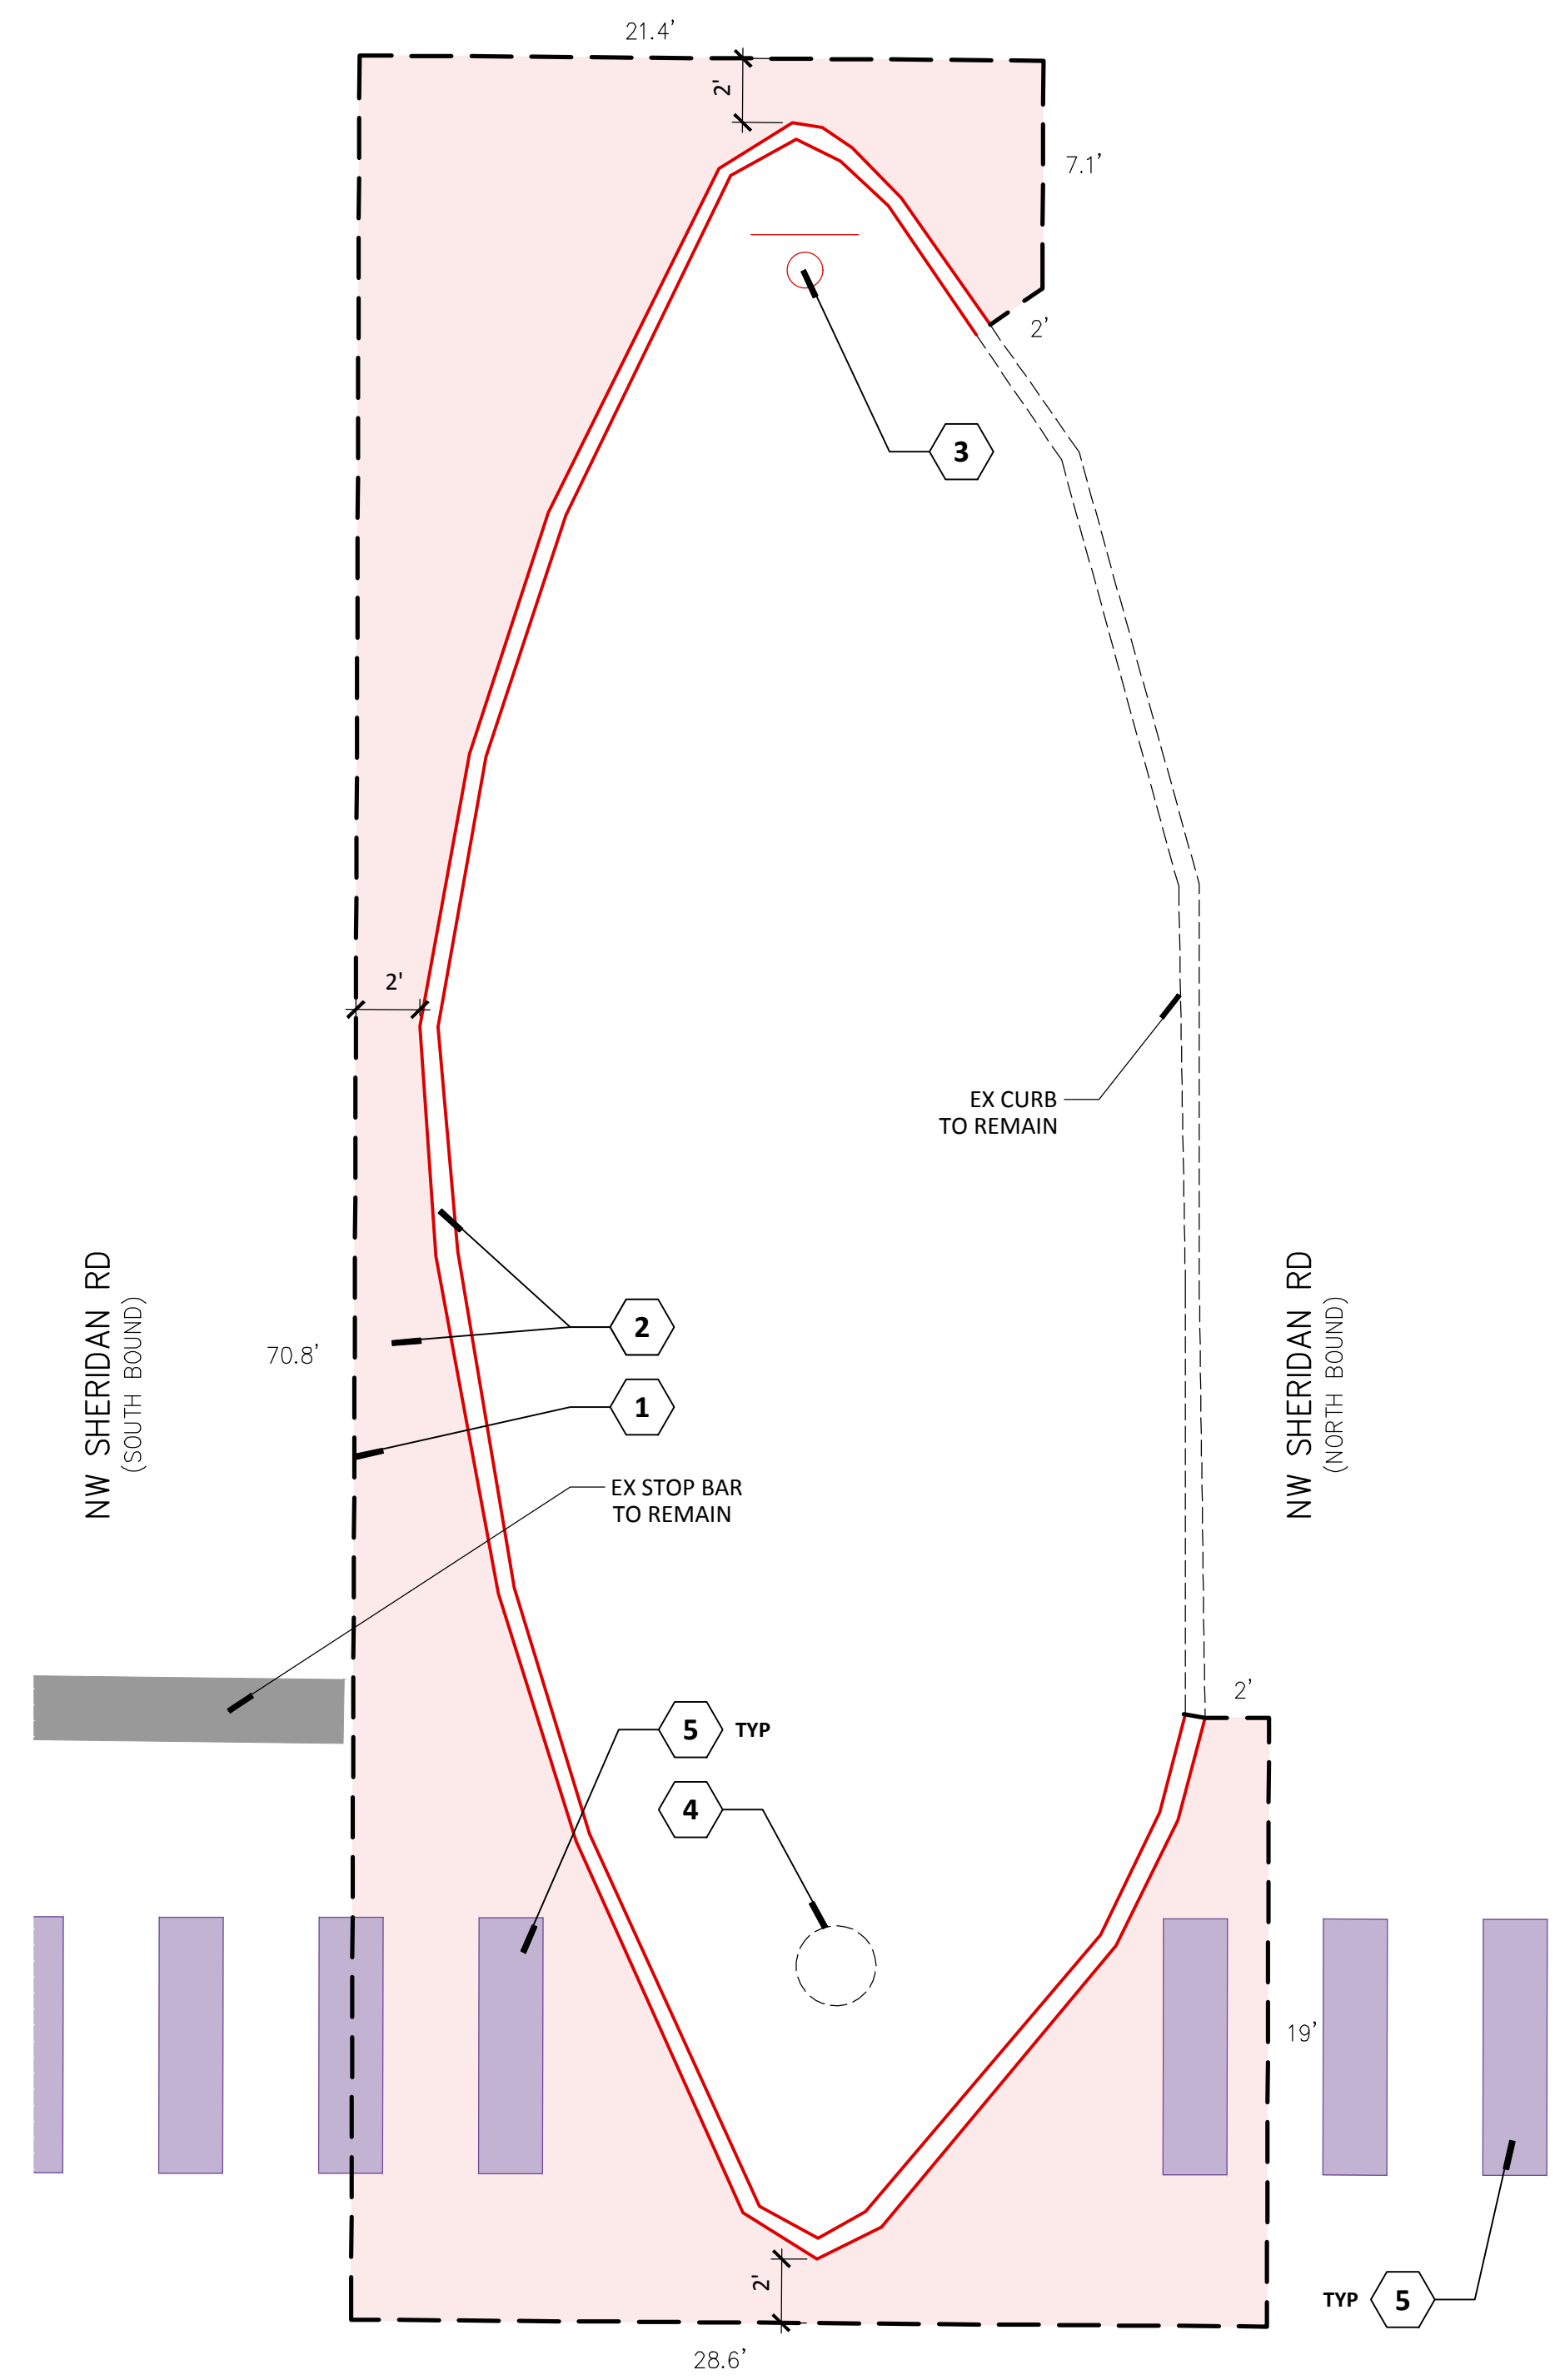 21.4'
2'
7.1'
2'
3
2'
EX CURB
TO REMAIN
NW SHERIDAN RD
(SOUTH BOUND)
NW SHERIDAN RD
(NORTH BOUND)
2
70.8'
1
EX STOP BAR
TO REMAIN
2'
5 TYP
4
19'
2'
TYP 5
28.6'